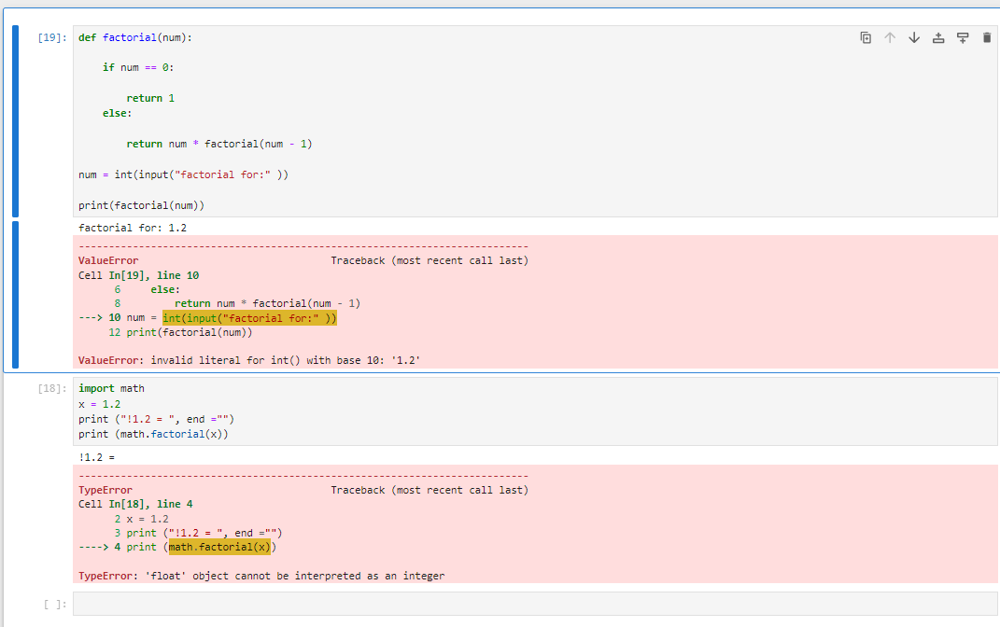 [19]: def factorial(num):
if num == 0:
return 1
else:
return num * factorial(num - 1)
num = int(input("factorial for:" ))
print(factorial(num))
factorial for: 1.2
---------------------------------------------------------------------------
ValueError                                Traceback (most recent call last)
Cell In[19], line 10
6     else:
8         return num * factorial(num - 1)
---> 10 num = int(input("factorial for:" ))
12 print(factorial(num))
ValueError: invalid literal for int() with base 10: '1.2'
[18]: import math
x = 1.2
print ("!1.2 = ", end ="")
print (math.factorial(x))
!1.2 =
---------------------------------------------------------------------------
TypeError                                 Traceback (most recent call last)
Cell In[18], line 4
2 x = 1.2
3 print ("!1.2 = ", end ="")
----> 4 print (math.factorial(x))
TypeError: 'float' object cannot be interpreted as an integer
[ ]: